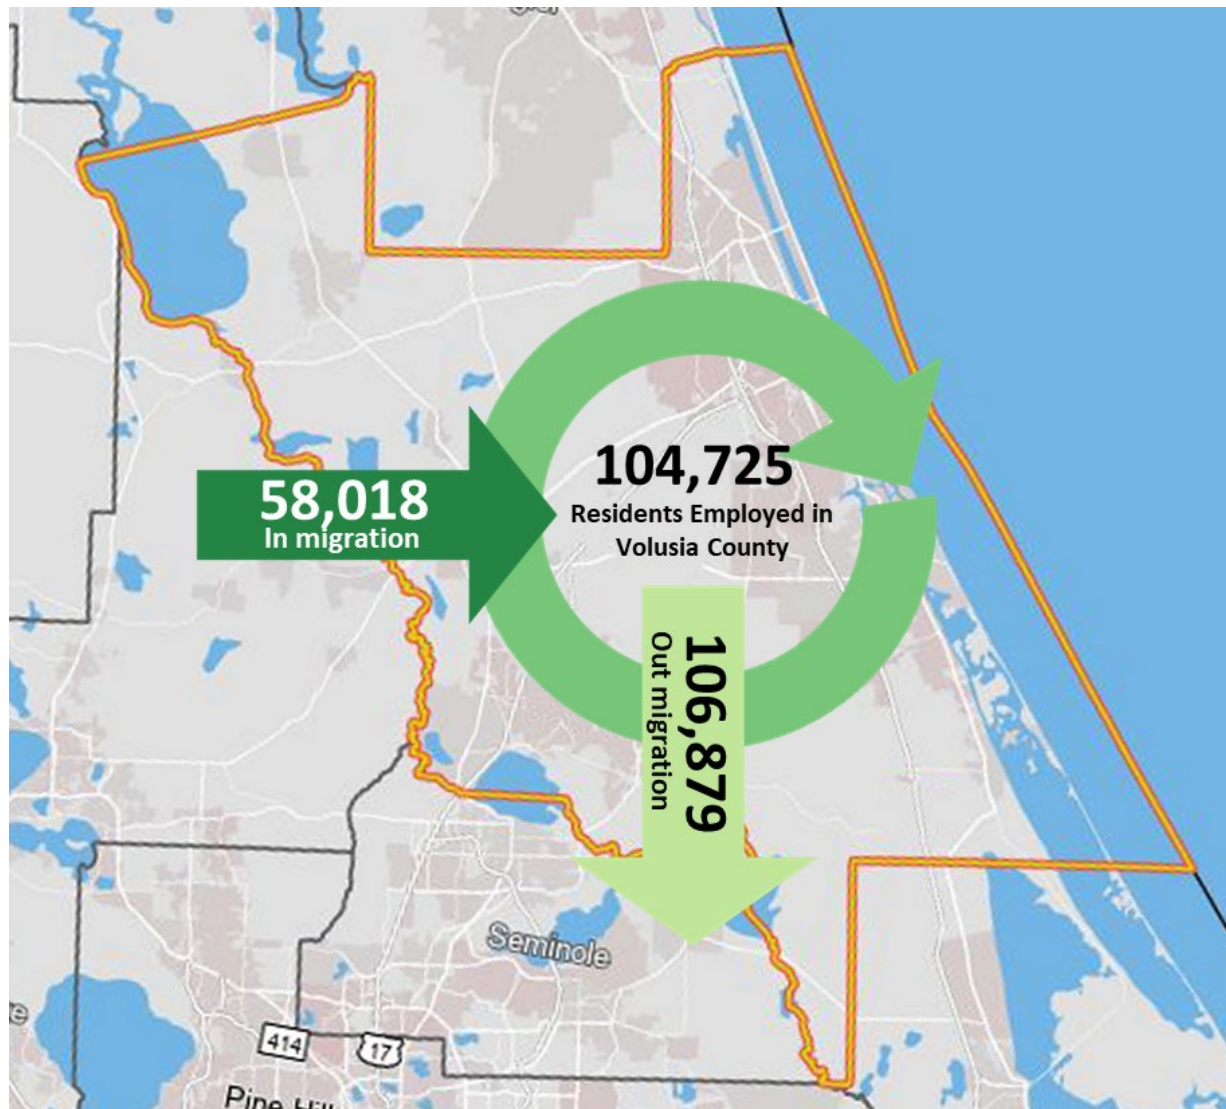 104,725
Residents Employed in
Volusia County
58,018
In migration
106,879
Out migration
Seminole
414
17